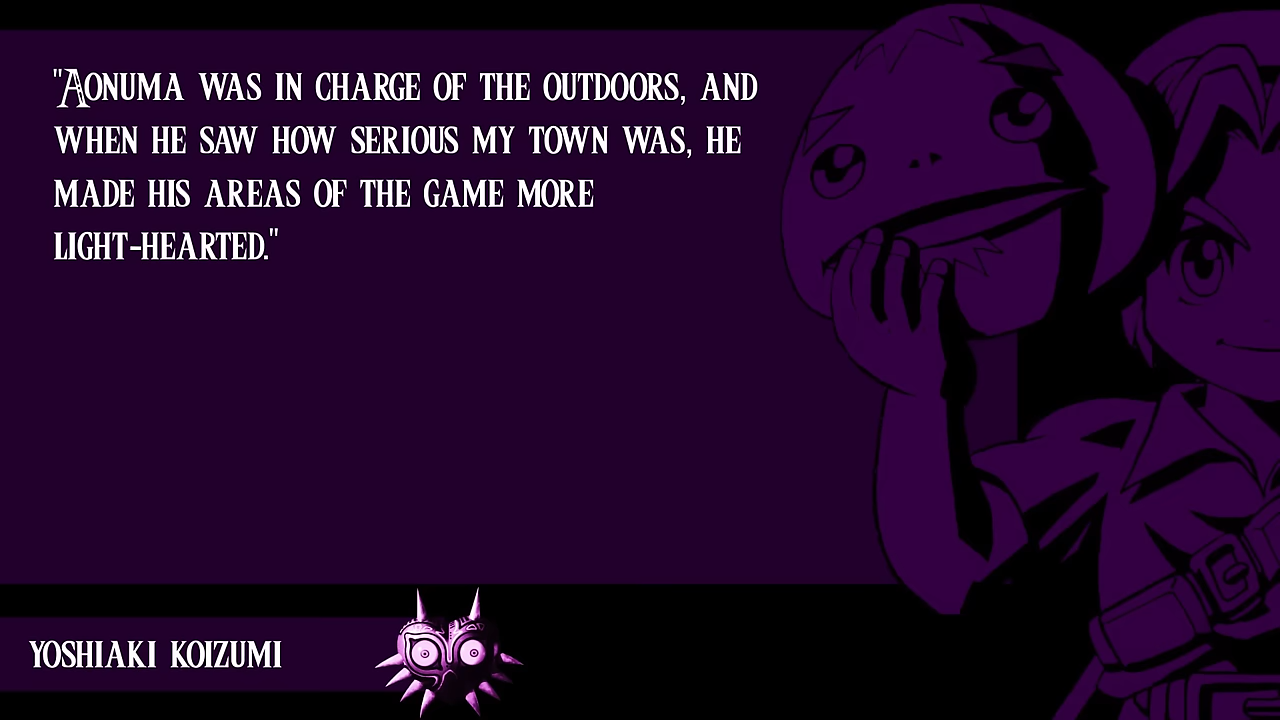 "Aonuma was in charge of the outdoors, and
when he saw how serious my town was, he
made his areas of the game more
light-hearted."
Yoshiaki Koizumi